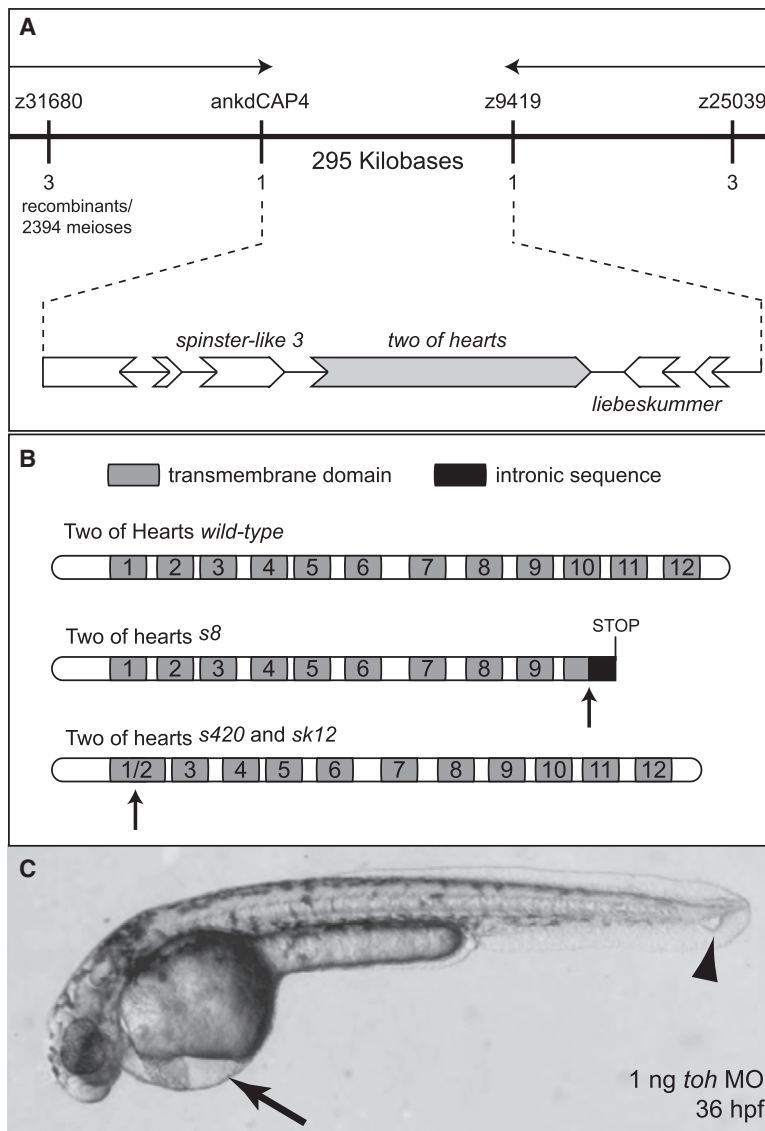 A
z31680 ankdCAP4 z9419 z25039
295 Kilobases
3 1 1 3
recombinants/
2394 meioses
spinster-like 3 two of hearts
liebeskummer
B
transmembrane domain intronic sequence
Two of Hearts wild-type
1 2 3 4 5 6 7 8 9 10 11 12
Two of hearts s8
STOP
1 2 3 4 5 6 7 8 9
Two of hearts s420 and sk12
1/2 3 4 5 6 7 8 9 10 11 12
C
1 ng toh MO
36 hpf